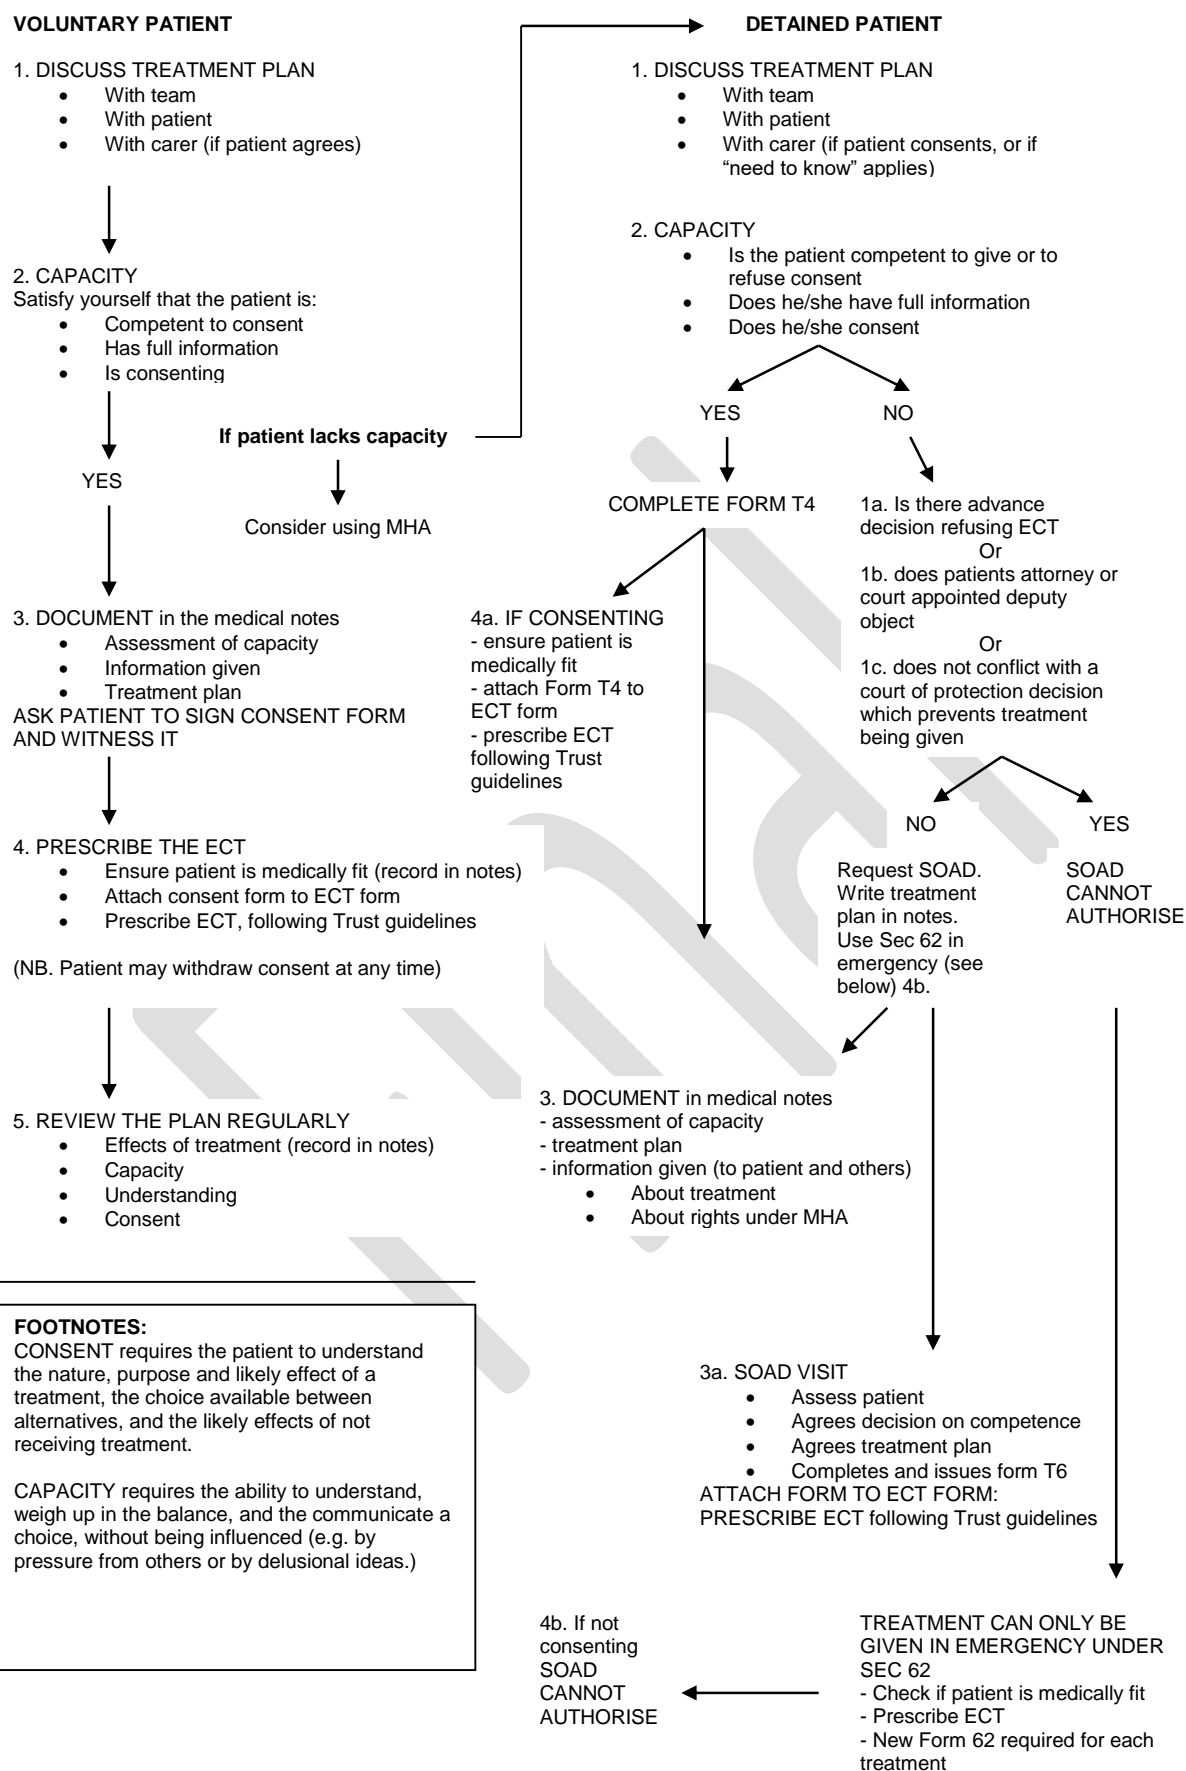 VOLUNTARY PATIENT
1. DISCUSS TREATMENT PLAN
• With team
• With patient
• With carer (if patient agrees)
2. CAPACITY
Satisfy yourself that the patient is:
• Competent to consent
• Has full information
• Is consenting
If patient lacks capacity
YES
Consider using MHA
3. DOCUMENT in the medical notes
• Assessment of capacity
• Information given
• Treatment plan
ASK PATIENT TO SIGN CONSENT FORM
AND WITNESS IT
4. PRESCRIBE THE ECT
• Ensure patient is medically fit (record in notes)
• Attach consent form to ECT form
• Prescribe ECT, following Trust guidelines
(NB. Patient may withdraw consent at any time)
5. REVIEW THE PLAN REGULARLY
• Effects of treatment (record in notes)
• Capacity
• Understanding
• Consent
FOOTNOTES:
CONSENT requires the patient to understand
the nature, purpose and likely effect of a
treatment, the choice available between
alternatives, and the likely effects of not
receiving treatment.
CAPACITY requires the ability to understand,
weigh up in the balance, and the communicate a
choice, without being influenced (e.g. by
pressure from others or by delusional ideas.)
DETAINED PATIENT
1. DISCUSS TREATMENT PLAN
• With team
• With patient
• With carer (if patient consents, or if
“need to know” applies)
2. CAPACITY
• Is the patient competent to give or to
refuse consent
• Does he/she have full information
• Does he/she consent
YES
NO
COMPLETE FORM T4
4a. IF CONSENTING
- ensure patient is
medically fit
- attach Form T4 to
ECT form
- prescribe ECT
following Trust
guidelines
1a. Is there advance
decision refusing ECT
Or
1b. does patients attorney or
court appointed deputy
object
Or
1c. does not conflict with a
court of protection decision
which prevents treatment
being given
NO
YES
Request SOAD.
Write treatment
plan in notes.
Use Sec 62 in
emergency (see
below) 4b.
SOAD
CANNOT
AUTHORISE
3. DOCUMENT in medical notes
- assessment of capacity
- treatment plan
- information given (to patient and others)
• About treatment
• About rights under MHA
3a. SOAD VISIT
• Assess patient
• Agrees decision on competence
• Agrees treatment plan
• Completes and issues form T6
ATTACH FORM TO ECT FORM:
PRESCRIBE ECT following Trust guidelines
4b. If not
consenting
SOAD
CANNOT
AUTHORISE
TREATMENT CAN ONLY BE
GIVEN IN EMERGENCY UNDER
SEC 62
- Check if patient is medically fit
- Prescribe ECT
- New Form 62 required for each
treatment